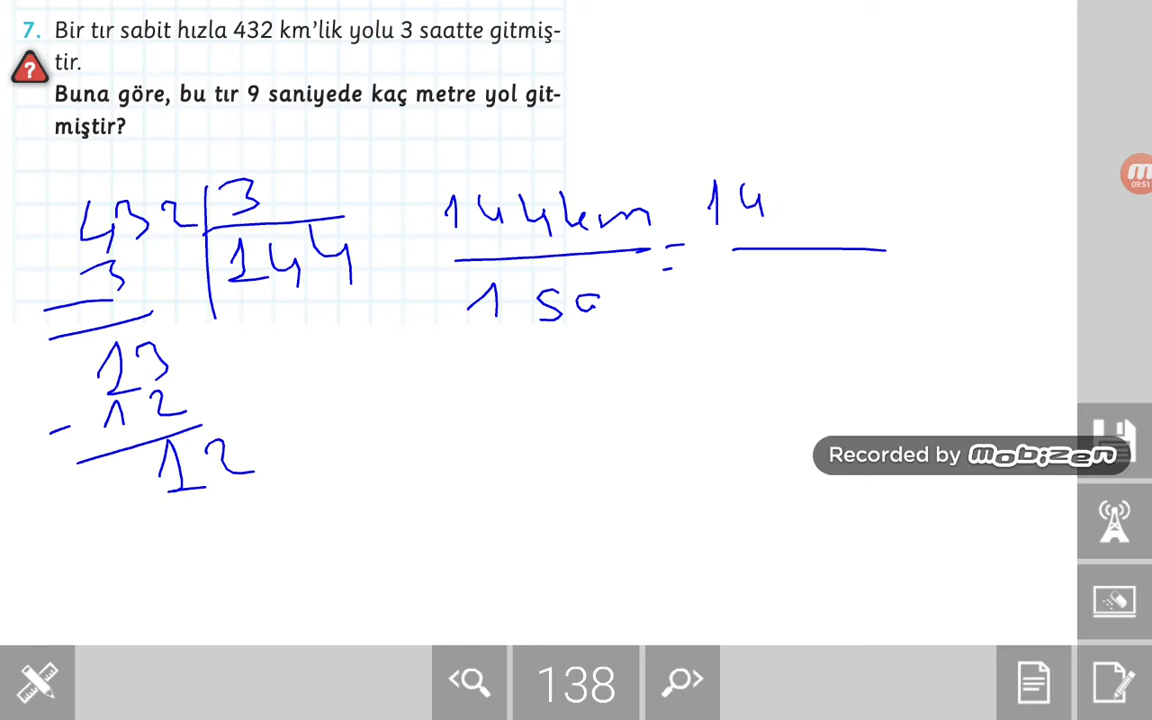 7. Bir tır sabit hızla 432 km'lik yolu 3 saatte gitmiş-
tir.
?
Buna göre, bu tır 9 saniyede kaç metre yol git-
miştir?
432 3
144
3
13
- 12
12
144km = 14
1 sa
09:51
Recorded by mobizen
138